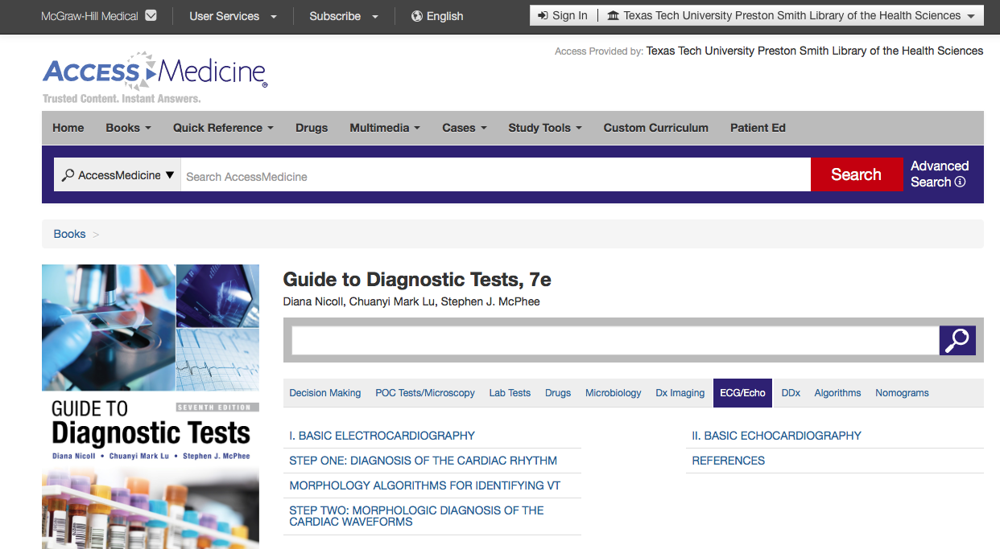 McGraw-Hill Medical
User Services
Subscribe
English
Sign In
Texas Tech University Preston Smith Library of the Health Sciences
Access Provided by: Texas Tech University Preston Smith Library of the Health Sciences
ACCESS Medicine®
Trusted Content. Instant Answers.
Home Books Quick Reference Drugs Multimedia Cases Study Tools Custom Curriculum Patient Ed
AccessMedicine
Search AccessMedicine
Search
Advanced
Search
Books >
GUIDE TO
SEVENTH EDITION
Diagnostic Tests
Diana Nicoll • Chuanyi Mark Lu • Stephen J. McPhee
Guide to Diagnostic Tests, 7e
Diana Nicoll, Chuanyi Mark Lu, Stephen J. McPhee
Decision Making POC Tests/Microscopy Lab Tests Drugs Microbiology Dx Imaging ECG/Echo DDx Algorithms Nomograms
I. BASIC ELECTROCARDIOGRAPHY
STEP ONE: DIAGNOSIS OF THE CARDIAC RHYTHM
MORPHOLOGY ALGORITHMS FOR IDENTIFYING VT
STEP TWO: MORPHOLOGIC DIAGNOSIS OF THE
CARDIAC WAVEFORMS
II. BASIC ECHOCARDIOGRAPHY
REFERENCES